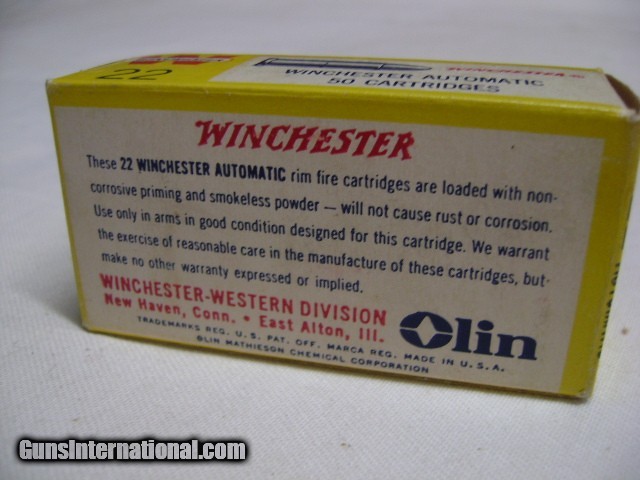 22
WINCHESTER AUTOMATIC
50 CARTRIDGES
WINCHESTER
WINCHESTER
These 22 WINCHESTER AUTOMATIC rim fire cartridges are loaded with non-
corrosive priming and smokeless powder — will not cause rust or corrosion.
Use only in arms in good condition designed for this cartridge. We warrant
the exercise of reasonable care in the manufacture of these cartridges, but-
make no other warranty expressed or implied.
WINCHESTER-WESTERN DIVISION
New Haven, Conn. • East Alton, Ill.
Olin
TRADEMARKS REG. U. S. PAT. OFF. MARCA REG. MADE IN U. S. A.
©LIN MATHIESON CHEMICAL CORPORATION
GunsInternational.com